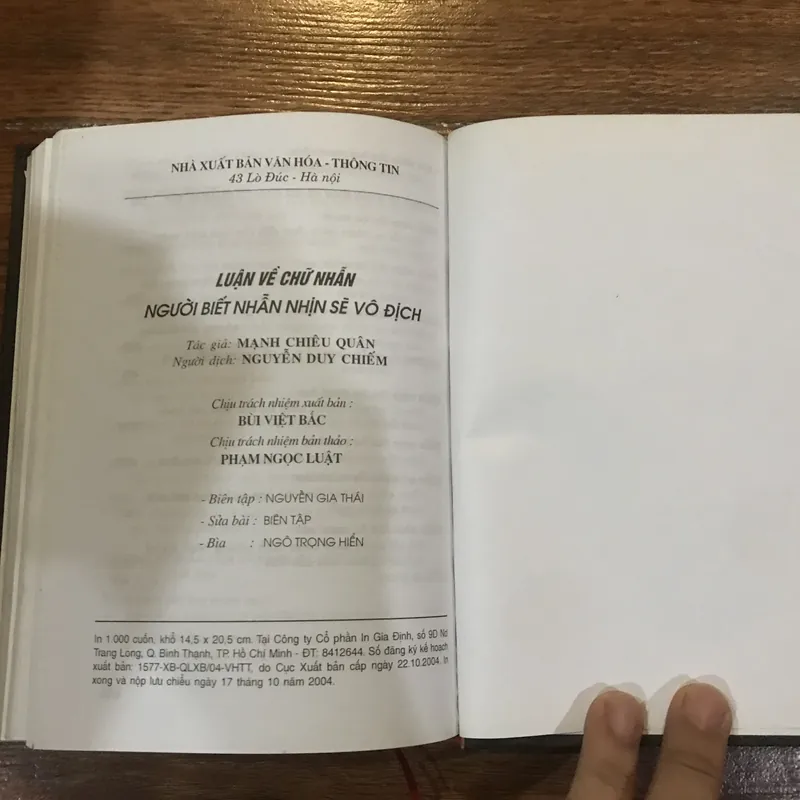 NHÀ XUẤT BẢN VĂN HÓA - THÔNG TIN
43 Lò Đúc - Hà nội
LUẬN VỀ CHỮ NHẪN
NGƯỜI BIẾT NHẪN NHỊN SẼ VÔ ĐỊCH
Tác giả: MẠNH CHIÊU QUÂN
Người dịch: NGUYỄN DUY CHIẾM
Chịu trách nhiệm xuất bản :
BÙI VIỆT BẮC
Chịu trách nhiệm bản thảo :
PHẠM NGỌC LUẬT
- Biên tập : NGUYỄN GIA THÁI
- Sửa bài : BIÊN TẬP
- Bìa : NGÔ TRỌNG HIỂN
In 1.000 cuốn, khổ 14,5 x 20,5 cm. Tại Công ty Cổ phần In Gia Định, số 9D Nơ
Trang Long, Q. Bình Thạnh, TP. Hồ Chí Minh - ĐT: 8412644. Số đăng ký kế hoạch
xuất bản: 1577-XB-QLXB/04-VHTT, do Cục Xuất bản cấp ngày 22.10.2004. In
xong và nộp lưu chiểu ngày 17 tháng 10 năm 2004.